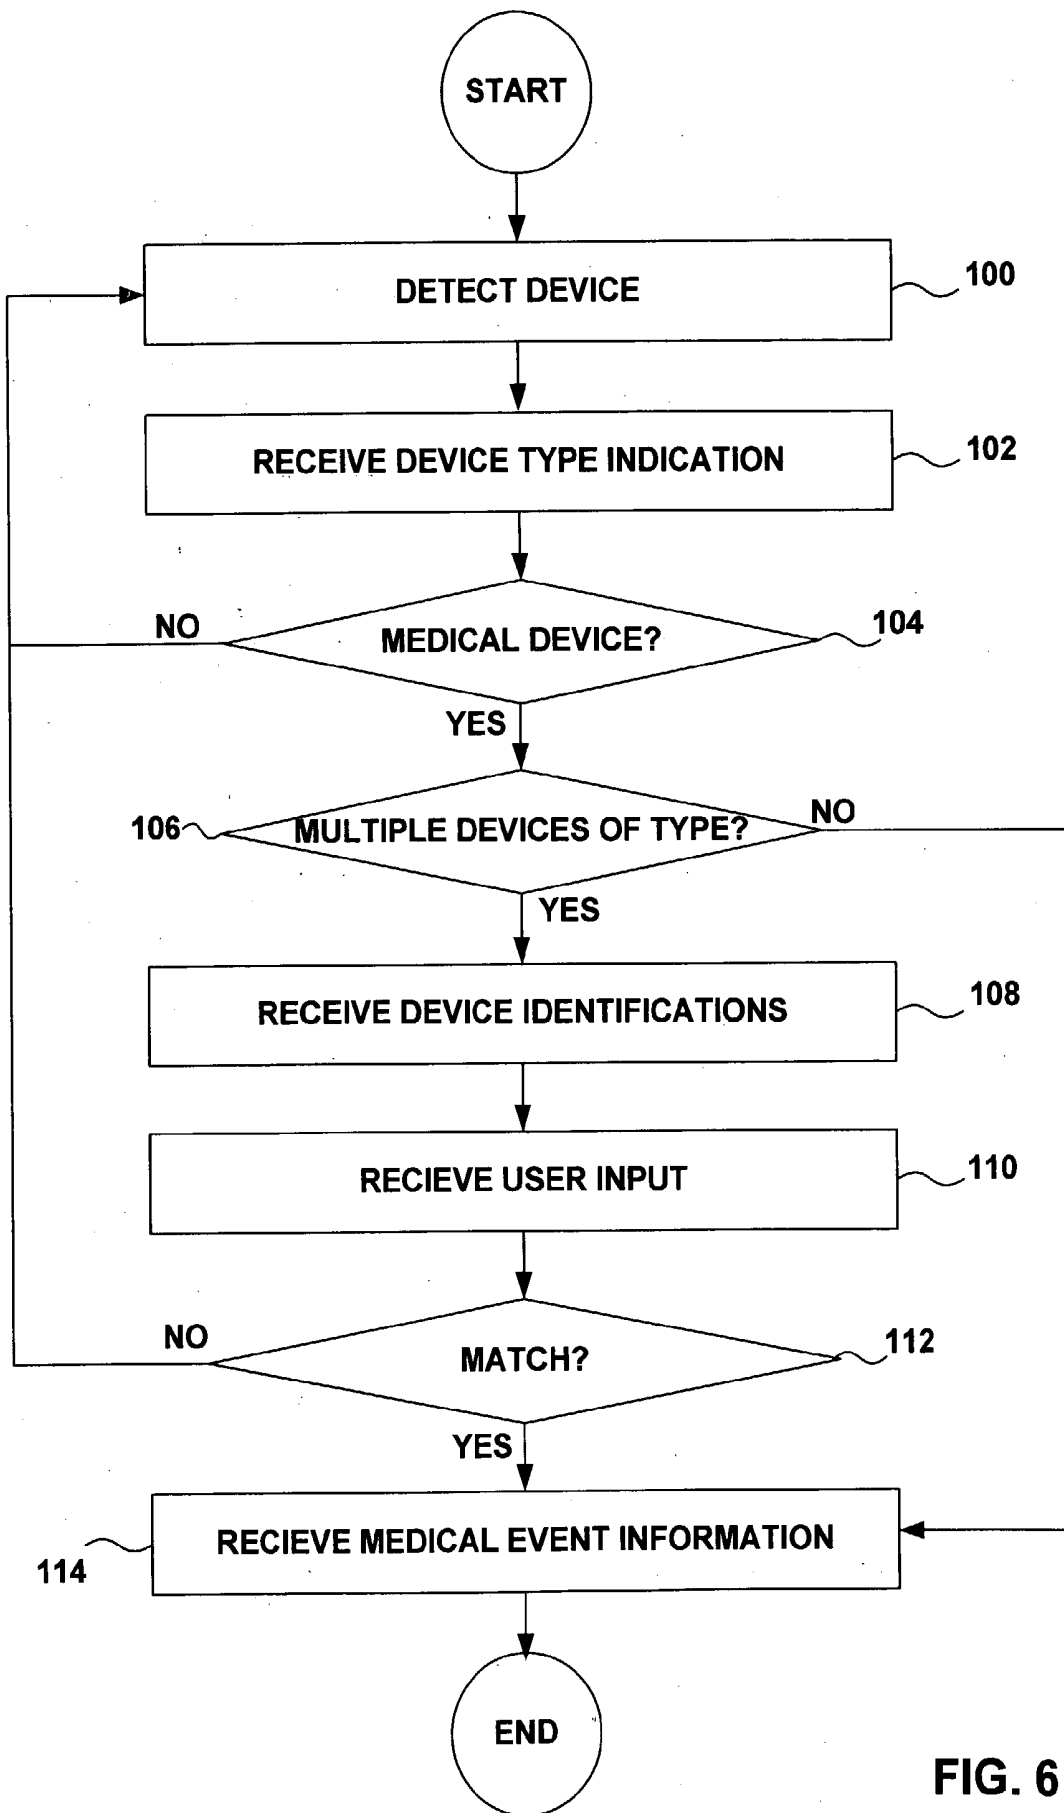 START
DETECT DEVICE
100
RECEIVE DEVICE TYPE INDICATION
102
NO
MEDICAL DEVICE?
104
YES
106
MULTIPLE DEVICES OF TYPE?
NO
YES
RECEIVE DEVICE IDENTIFICATIONS
108
RECIEVE USER INPUT
110
NO
MATCH?
112
YES
RECIEVE MEDICAL EVENT INFORMATION
114
END
FIG. 6